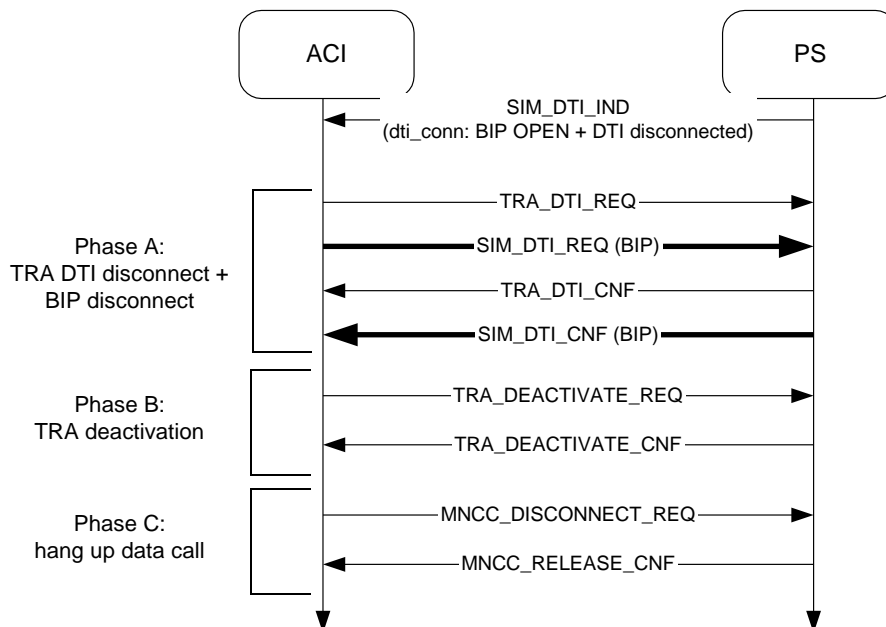 ACI
PS
SIM_DTI_IND
(dti_conn: BIP OPEN + DTI disconnected)
TRA_DTI_REQ
Phase A:
TRA DTI disconnect +
BIP disconnect
SIM_DTI_REQ (BIP)
TRA_DTI_CNF
SIM_DTI_CNF (BIP)
Phase B:
TRA deactivation
TRA_DEACTIVATE_REQ
TRA_DEACTIVATE_CNF
Phase C:
hang up data call
MNCC_DISCONNECT_REQ
MNCC_RELEASE_CNF